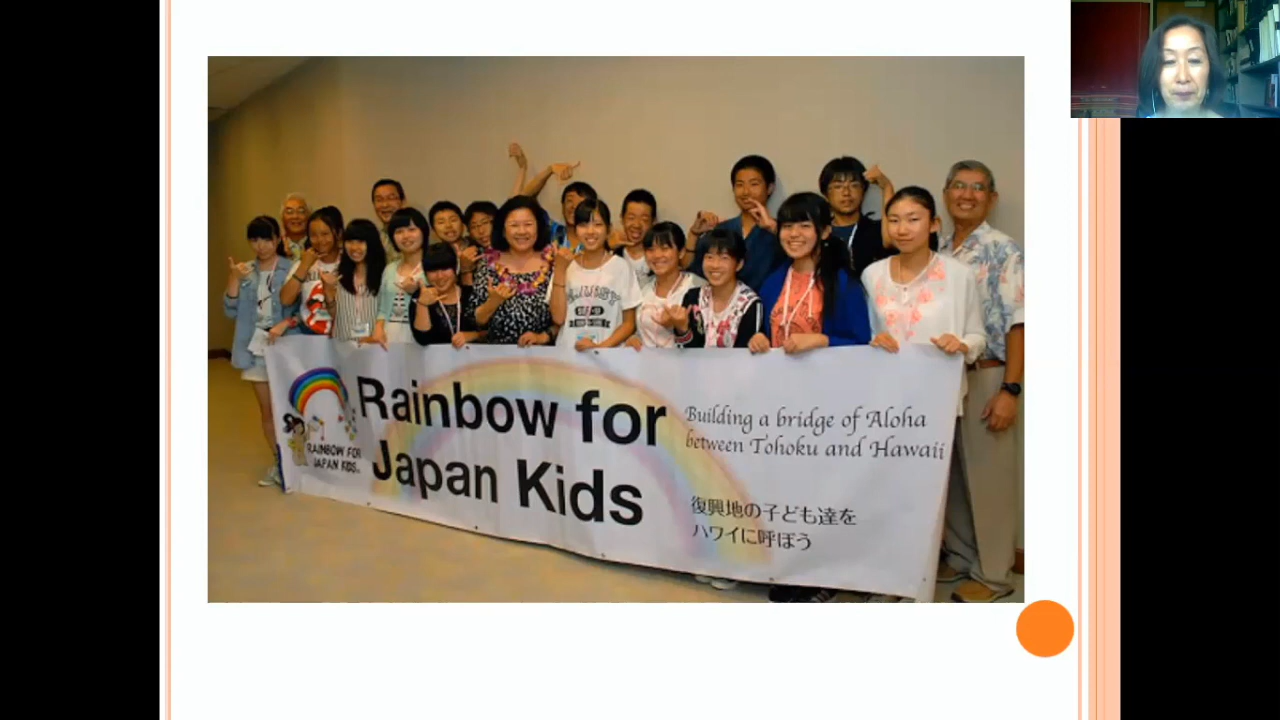 RAINBOW FOR
JAPAN KIDS
Rainbow for
Japan Kids
Building a bridge of Aloha
between Tohoku and Hawaii
復興地の子ども達を
ハワイに呼ぼう